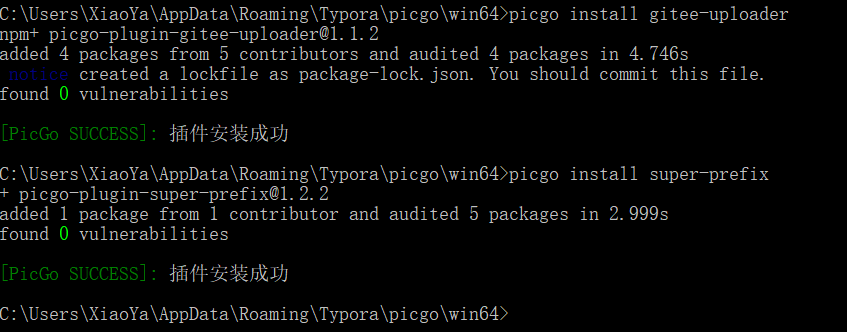 C:\Users\XiaoYa\AppData\Roaming\Typora\picgo\win64>picgo install gitee-uploader
npm+ picgo-plugin-gitee-uploader@1.1.2
added 4 packages from 5 contributors and audited 4 packages in 4.746s
 notice created a lockfile as package-lock.json. You should commit this file.
found 0 vulnerabilities
[PicGo SUCCESS]: 插件安装成功
C:\Users\XiaoYa\AppData\Roaming\Typora\picgo\win64>picgo install super-prefix
+ picgo-plugin-super-prefix@1.2.2
added 1 package from 1 contributor and audited 5 packages in 2.999s
found 0 vulnerabilities
[PicGo SUCCESS]: 插件安装成功
C:\Users\XiaoYa\AppData\Roaming\Typora\picgo\win64>